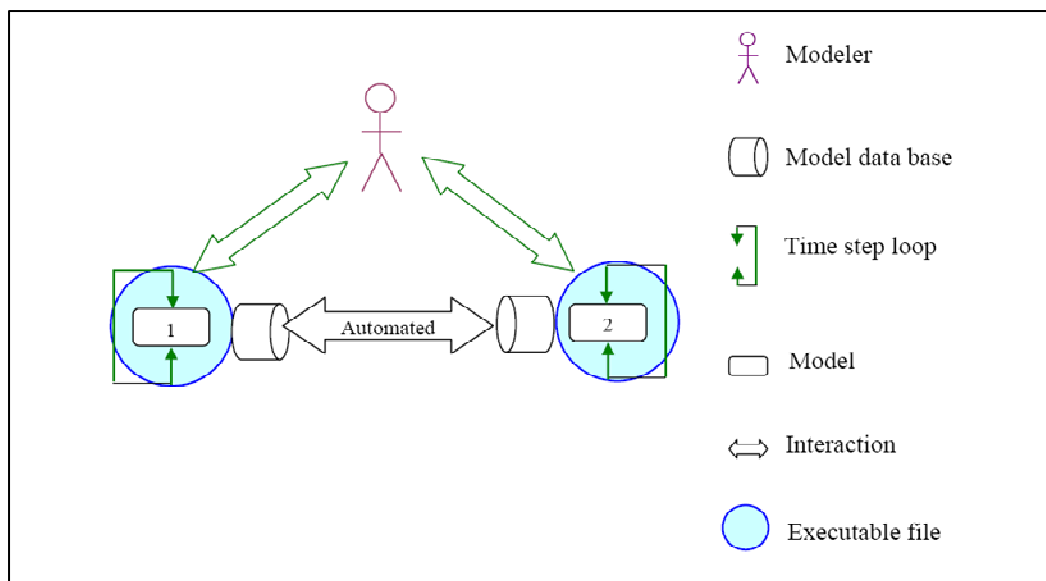 Modeler
Model data base
Time step loop
1
Automated
2
Model
Interaction
Executable file